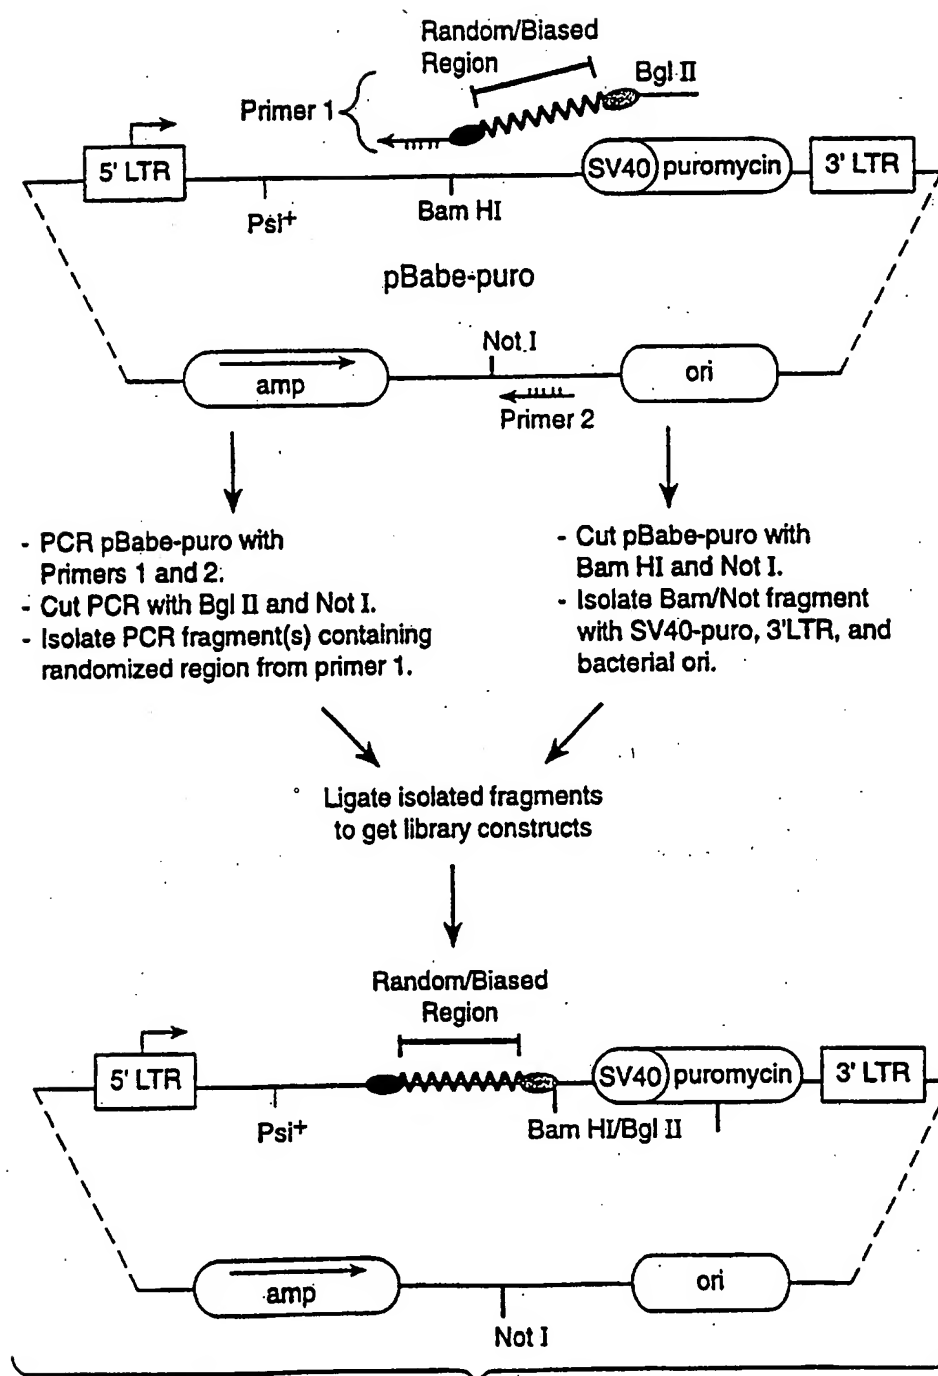 Random/Biased
Region
Bgl II
Primer 1
5' LTR
SV40
puromycin
3' LTR
Psi+
Bam HI
pBabe-puro
Not I
amp
ori
Primer 2
- PCR pBabe-puro with
Primers 1 and 2.
- Cut PCR with Bgl II and Not I.
- Isolate PCR fragment(s) containing
randomized region from primer 1.
- Cut pBabe-puro with
Bam HI and Not I.
- Isolate Bam/Not fragment
with SV40-puro, 3'LTR, and
bacterial ori.
Ligate isolated fragments
to get library constructs
Random/Biased
Region
5' LTR
SV40
puromycin
3' LTR
Psi+
Bam HI/Bgl II
amp
ori
Not I